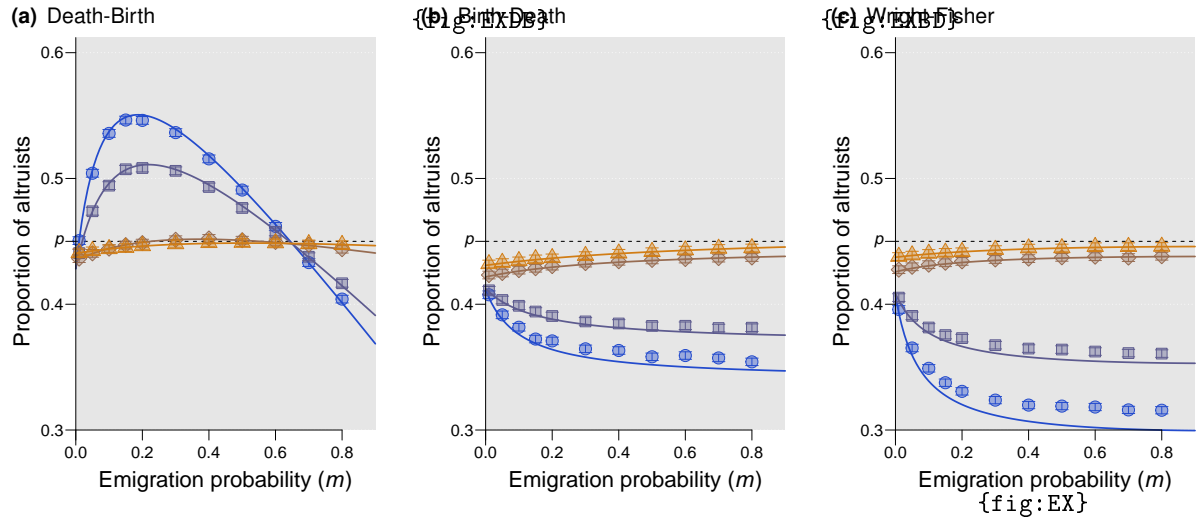 (a) Death-Birth
{fig:EXDB}
(b) Birth-Death
{fig:EXBD}
(c) Wright-Fisher
Proportion of altruists
0.6
0.5
p
0.4
0.3
0.0 0.2 0.4 0.6 0.8
Emigration probability (m)
Proportion of altruists
0.6
0.5
p
0.4
0.3
0.0 0.2 0.4 0.6 0.8
Emigration probability (m)
Proportion of altruists
0.6
0.5
p
0.4
0.3
0.0 0.2 0.4 0.6 0.8
Emigration probability (m)
{fig:EX}